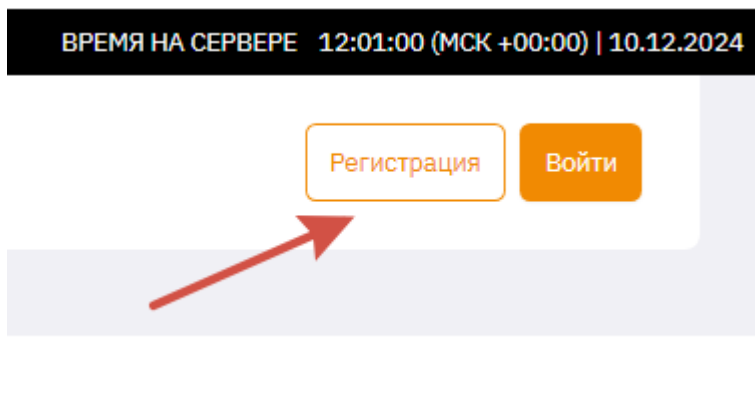 ВРЕМЯ НА СЕРВЕРЕ 12:01:00 (МСК +00:00) | 10.12.2024
Регистрация Войти